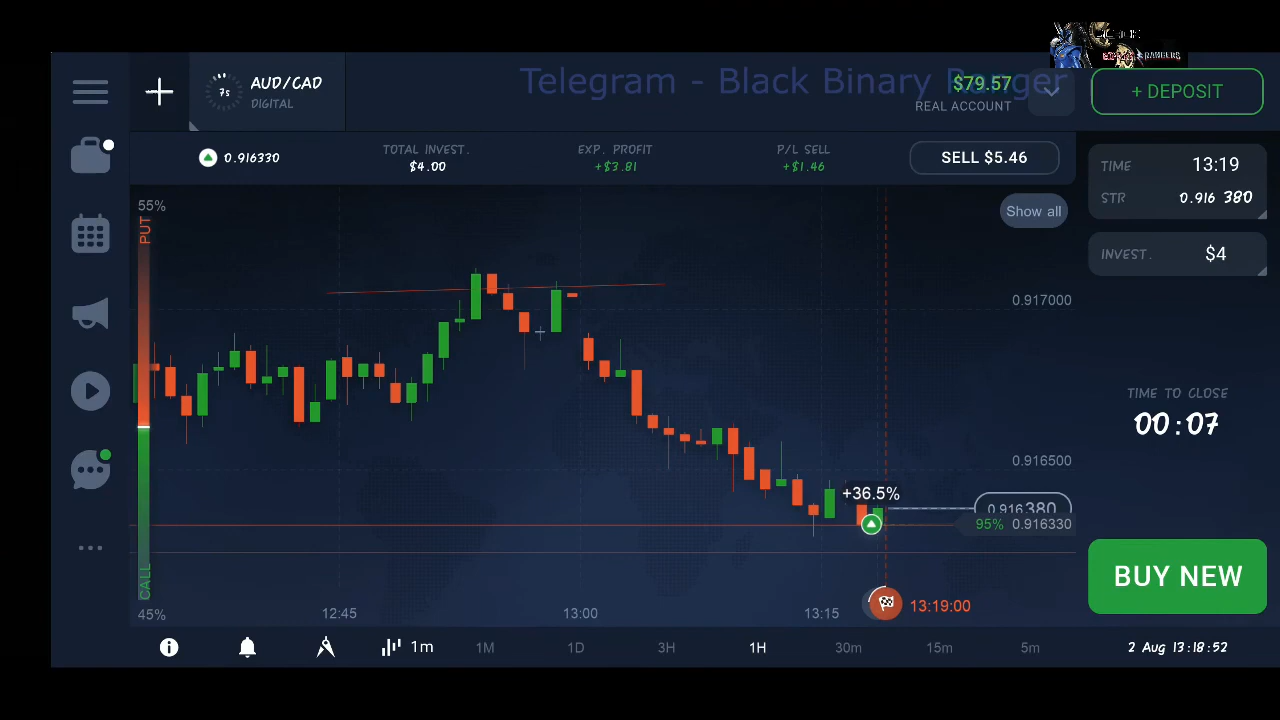 RANGERS
Telegram - Black Binary Ranger
7s
AUD/CAD
DIGITAL
$79.57
REAL ACCOUNT
+ DEPOSIT
0.916330
TOTAL INVEST.
$4.00
EXP. PROFIT
+$3.81
P/L SELL
+$1.46
SELL $5.46
TIME
13:19
STR
0.916 380
INVEST.
$4
55%
PUT
Show all
0.917000
TIME TO CLOSE
00:07
0.916500
+36.5%
0.916380
95% 0.916330
BUY NEW
CALL
45%
12:45
13:00
13:15
13:19:00
1m
1M
1D
3H
1H
30m
15m
5m
2 Aug 13:18:52